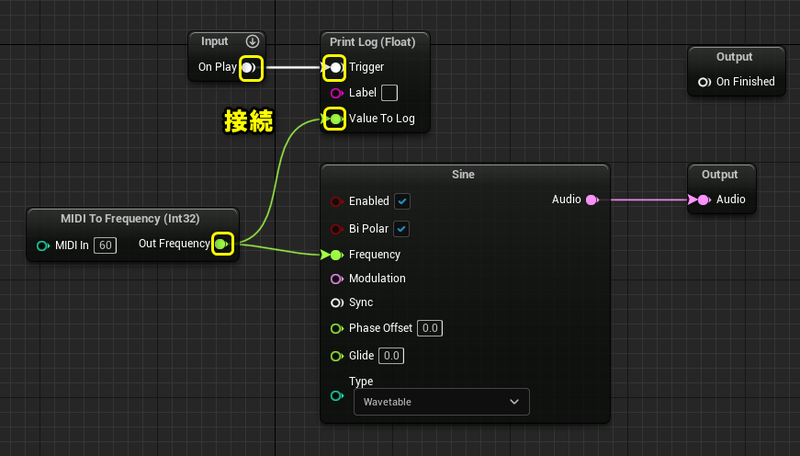 Input
On Play
Print Log (Float)
Trigger
Label
Value To Log
接続
Output
On Finished
MIDI To Frequency (Int32)
MIDI In 60
Out Frequency
Sine
Enabled
Audio
Bi Polar
Frequency
Modulation
Sync
Phase Offset 0.0
Glide 0.0
Type
Wavetable
Output
Audio